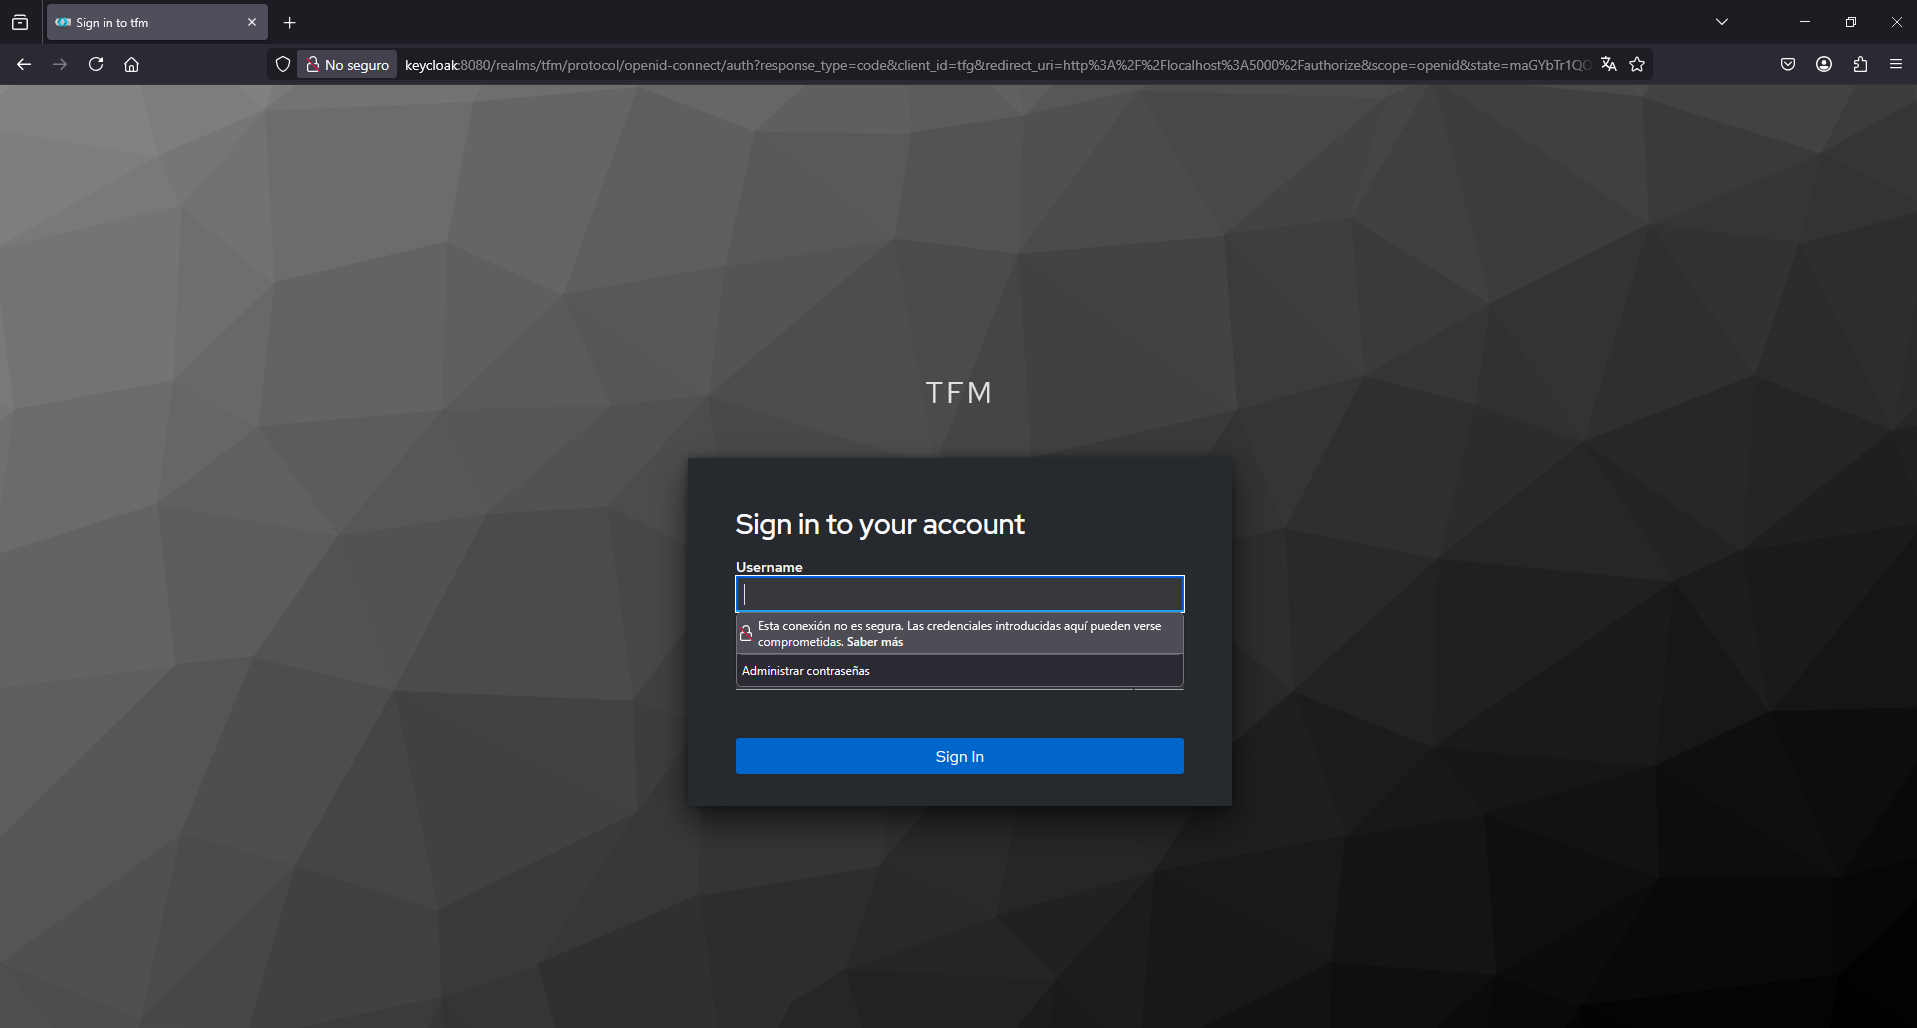 Sign in to tfm
No seguro
keycloak:8080/realms/tfm/protocol/openid-connect/auth?response_type=code&client_id=tfg&redirect_uri=http%3A%2F%2Flocalhost%3A5000%2Fauthorize&scope=openid&state=maGYbTr1QO
TFM
Sign in to your account
Username
Esta conexión no es segura. Las credenciales introducidas aquí pueden verse
comprometidas. Saber más
Administrar contraseñas
Sign In